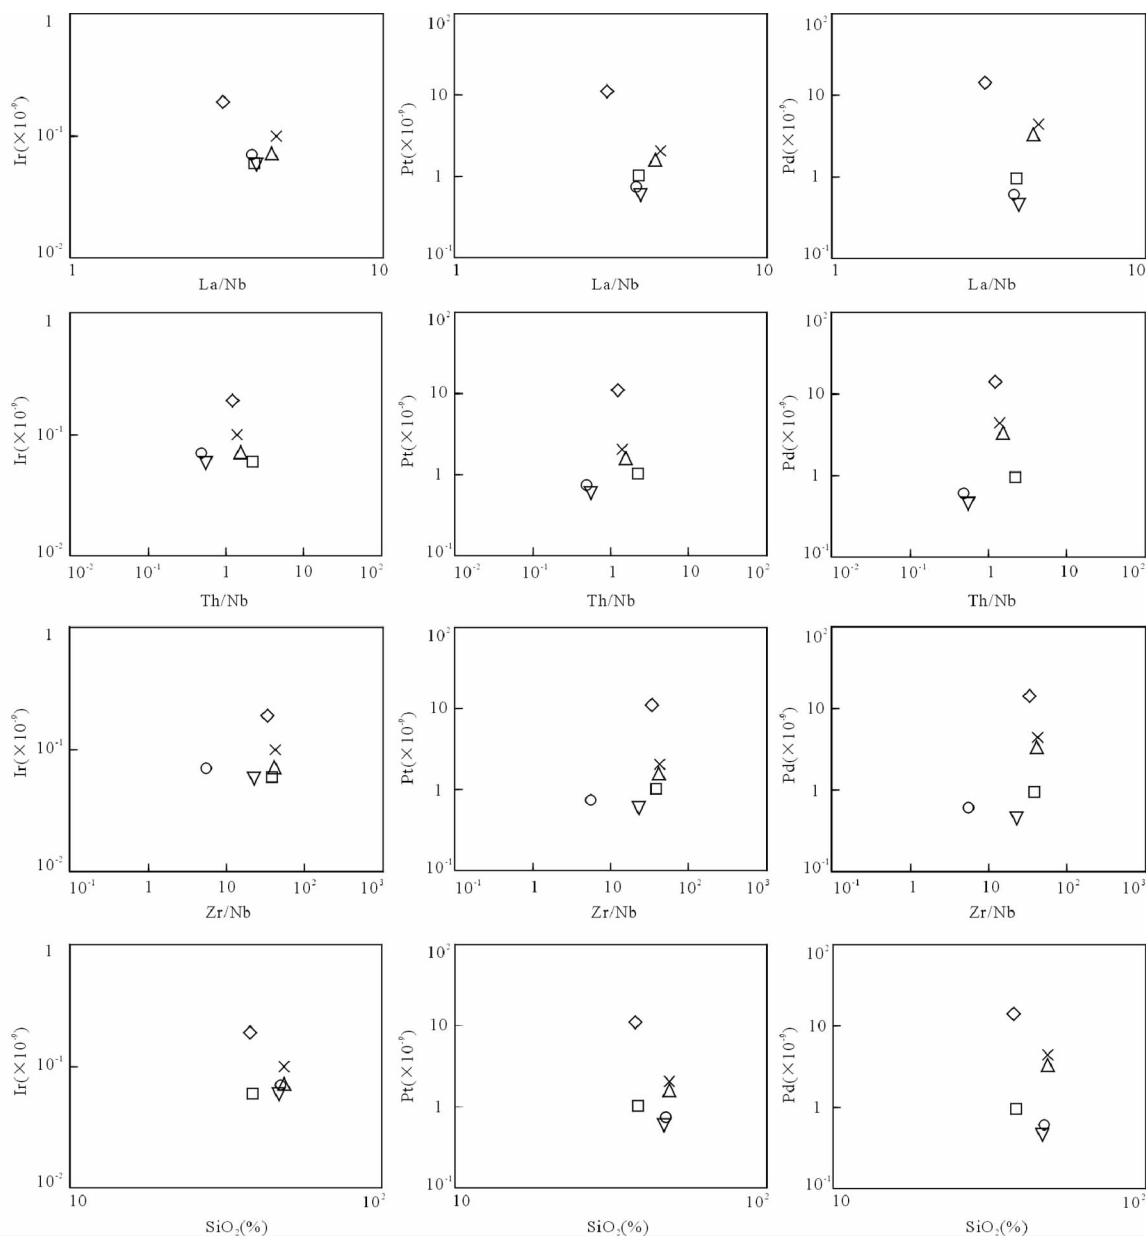 1 10² 10²
Ir(×10⁻⁹) Pt(×10⁻⁹) Pd(×10⁻⁹)
10⁻¹ 10 10
1 1
10⁻² 10⁻¹ 10⁻¹
1 10 1 10 1 10
La/Nb La/Nb La/Nb
1 10² 10²
Ir(×10⁻⁹) Pt(×10⁻⁹) Pd(×10⁻⁹)
10⁻¹ 10 10
1 1
10⁻² 10⁻¹ 10⁻¹
10⁻² 10⁻¹ 1 10 10² 10⁻² 10⁻¹ 1 10 10² 10⁻² 10⁻¹ 1 10 10²
Th/Nb Th/Nb Th/Nb
1 10² 10²
Ir(×10⁻⁹) Pt(×10⁻⁹) Pd(×10⁻⁹)
10⁻¹ 10 10
1 1
10⁻² 10⁻¹ 10⁻¹
10⁻¹ 1 10 10² 10³ 10⁻¹ 1 10 10² 10³ 10⁻¹ 1 10 10² 10³
Zr/Nb Zr/Nb Zr/Nb
1 10² 10²
Ir(×10⁻⁹) Pt(×10⁻⁹) Pd(×10⁻⁹)
10⁻¹ 10 10
1 1
10⁻² 10⁻¹ 10⁻¹
10 10² 10 10² 10 10²
SiO₂(%) SiO₂(%) SiO₂(%)